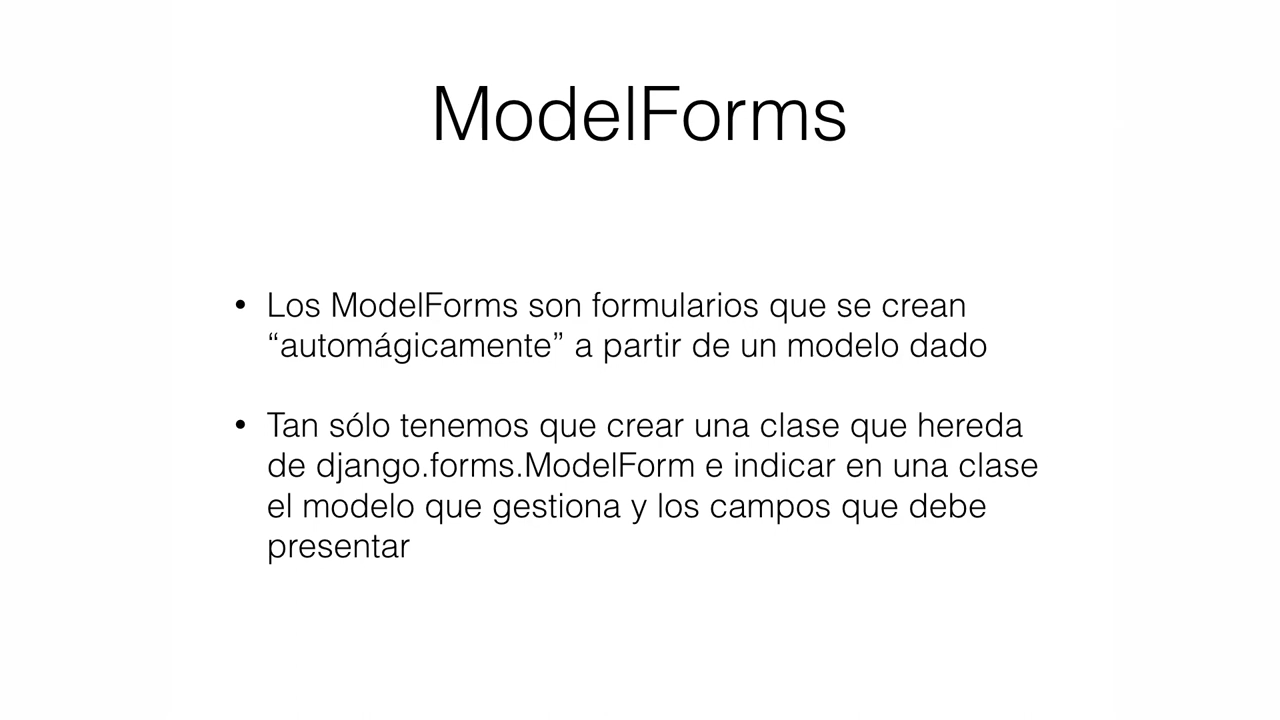 ModelForms
• Los ModelForms son formularios que se crean
“automágicamente” a partir de un modelo dado
• Tan sólo tenemos que crear una clase que hereda
de django.forms.ModelForm e indicar en una clase
el modelo que gestiona y los campos que debe
presentar